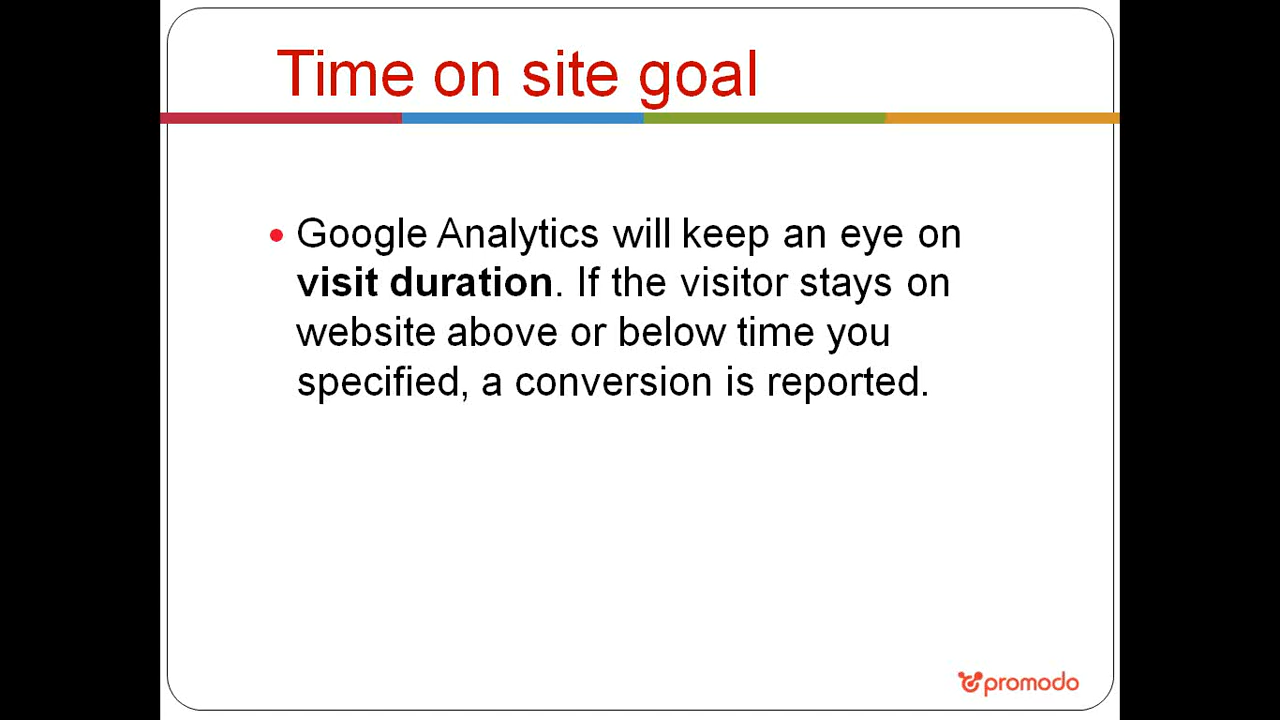 Time on site goal
• Google Analytics will keep an eye on
visit duration. If the visitor stays on
website above or below time you
specified, a conversion is reported.
promodo